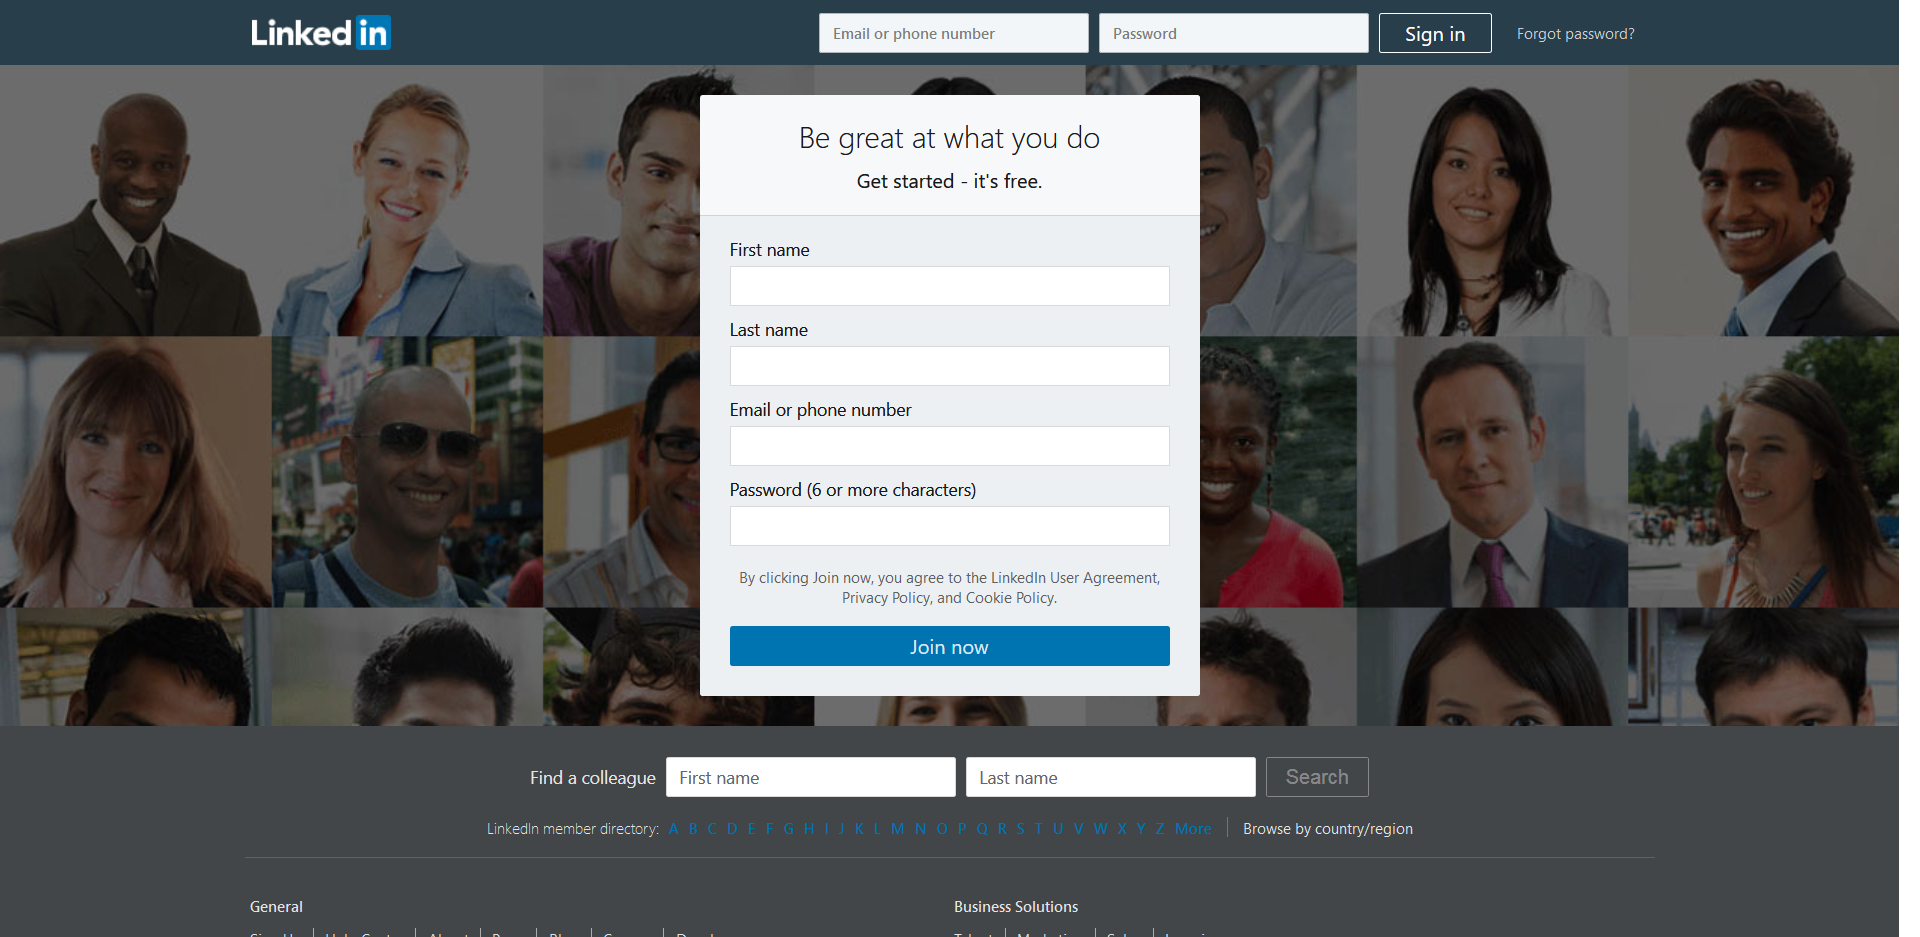 Linked in
Email or phone number
Password
Sign in
Forgot password?
Be great at what you do
Get started - it's free.
First name
Last name
Email or phone number
Password (6 or more characters)
By clicking Join now, you agree to the LinkedIn User Agreement,
Privacy Policy, and Cookie Policy.
Join now
Find a colleague
First name
Last name
Search
LinkedIn member directory: A B C D E F G H I J K L M N O P Q R S T U V W X Y Z More
Browse by country/region
General
Business Solutions